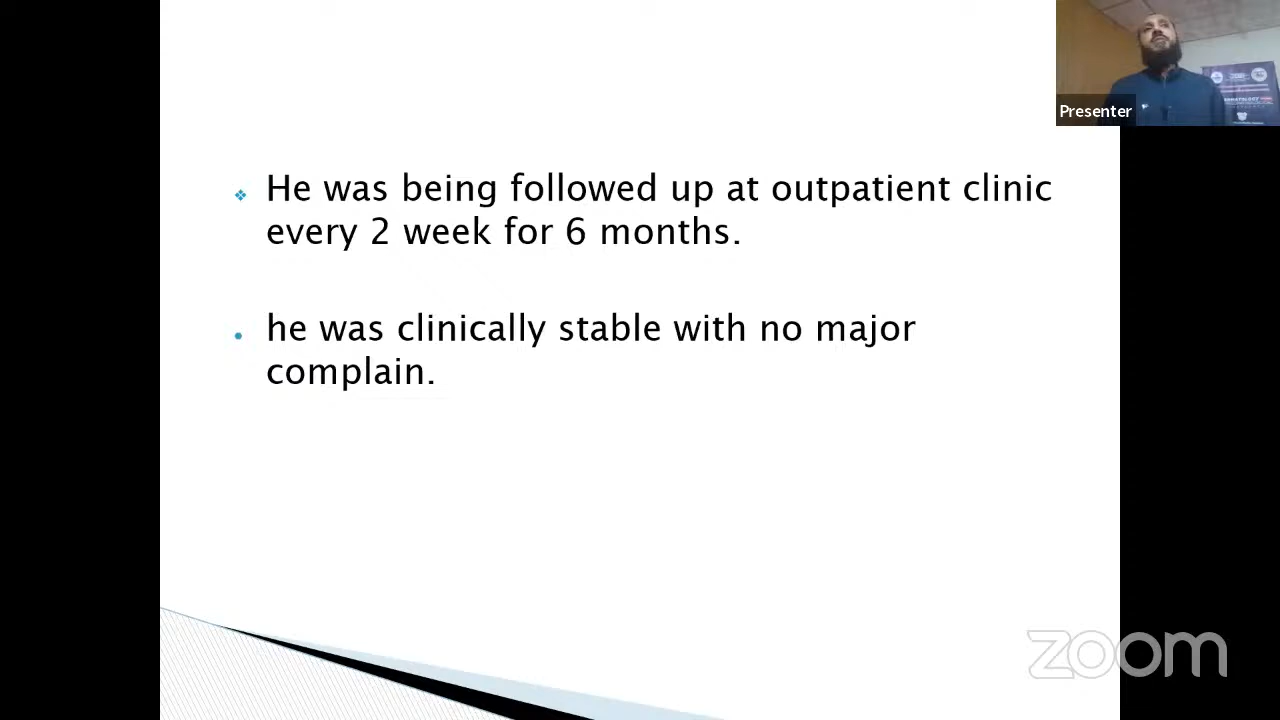 Presenter
He was being followed up at outpatient clinic
every 2 week for 6 months.
he was clinically stable with no major
complain.
zoom